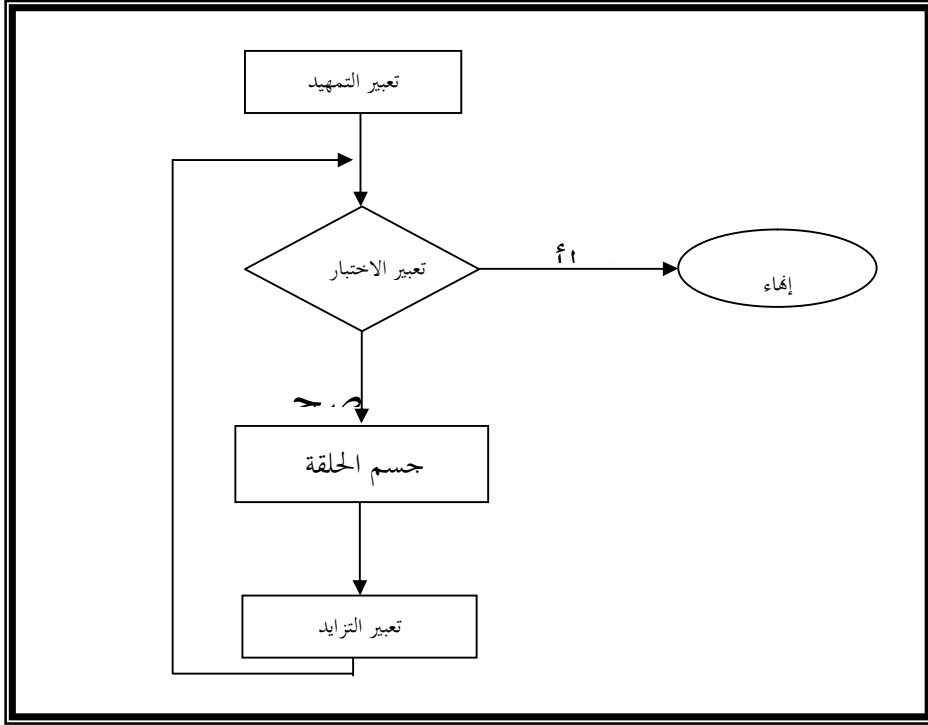 تعبير التمهيد
تعبير الاختبار
إنهاء
جسم الحلقة
تعبير التزايد